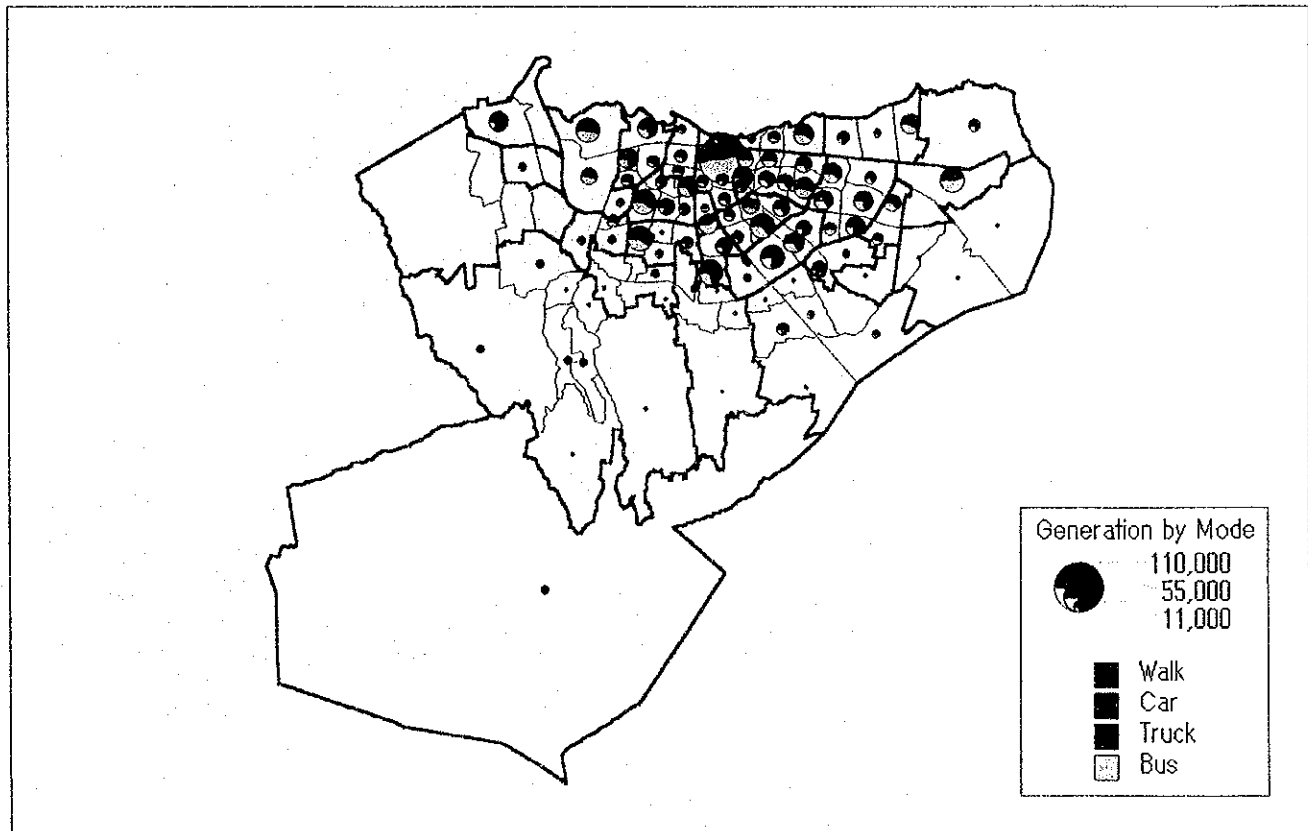 Generation by Mode
110,000
55,000
11,000
Walk
Car
Truck
Bus